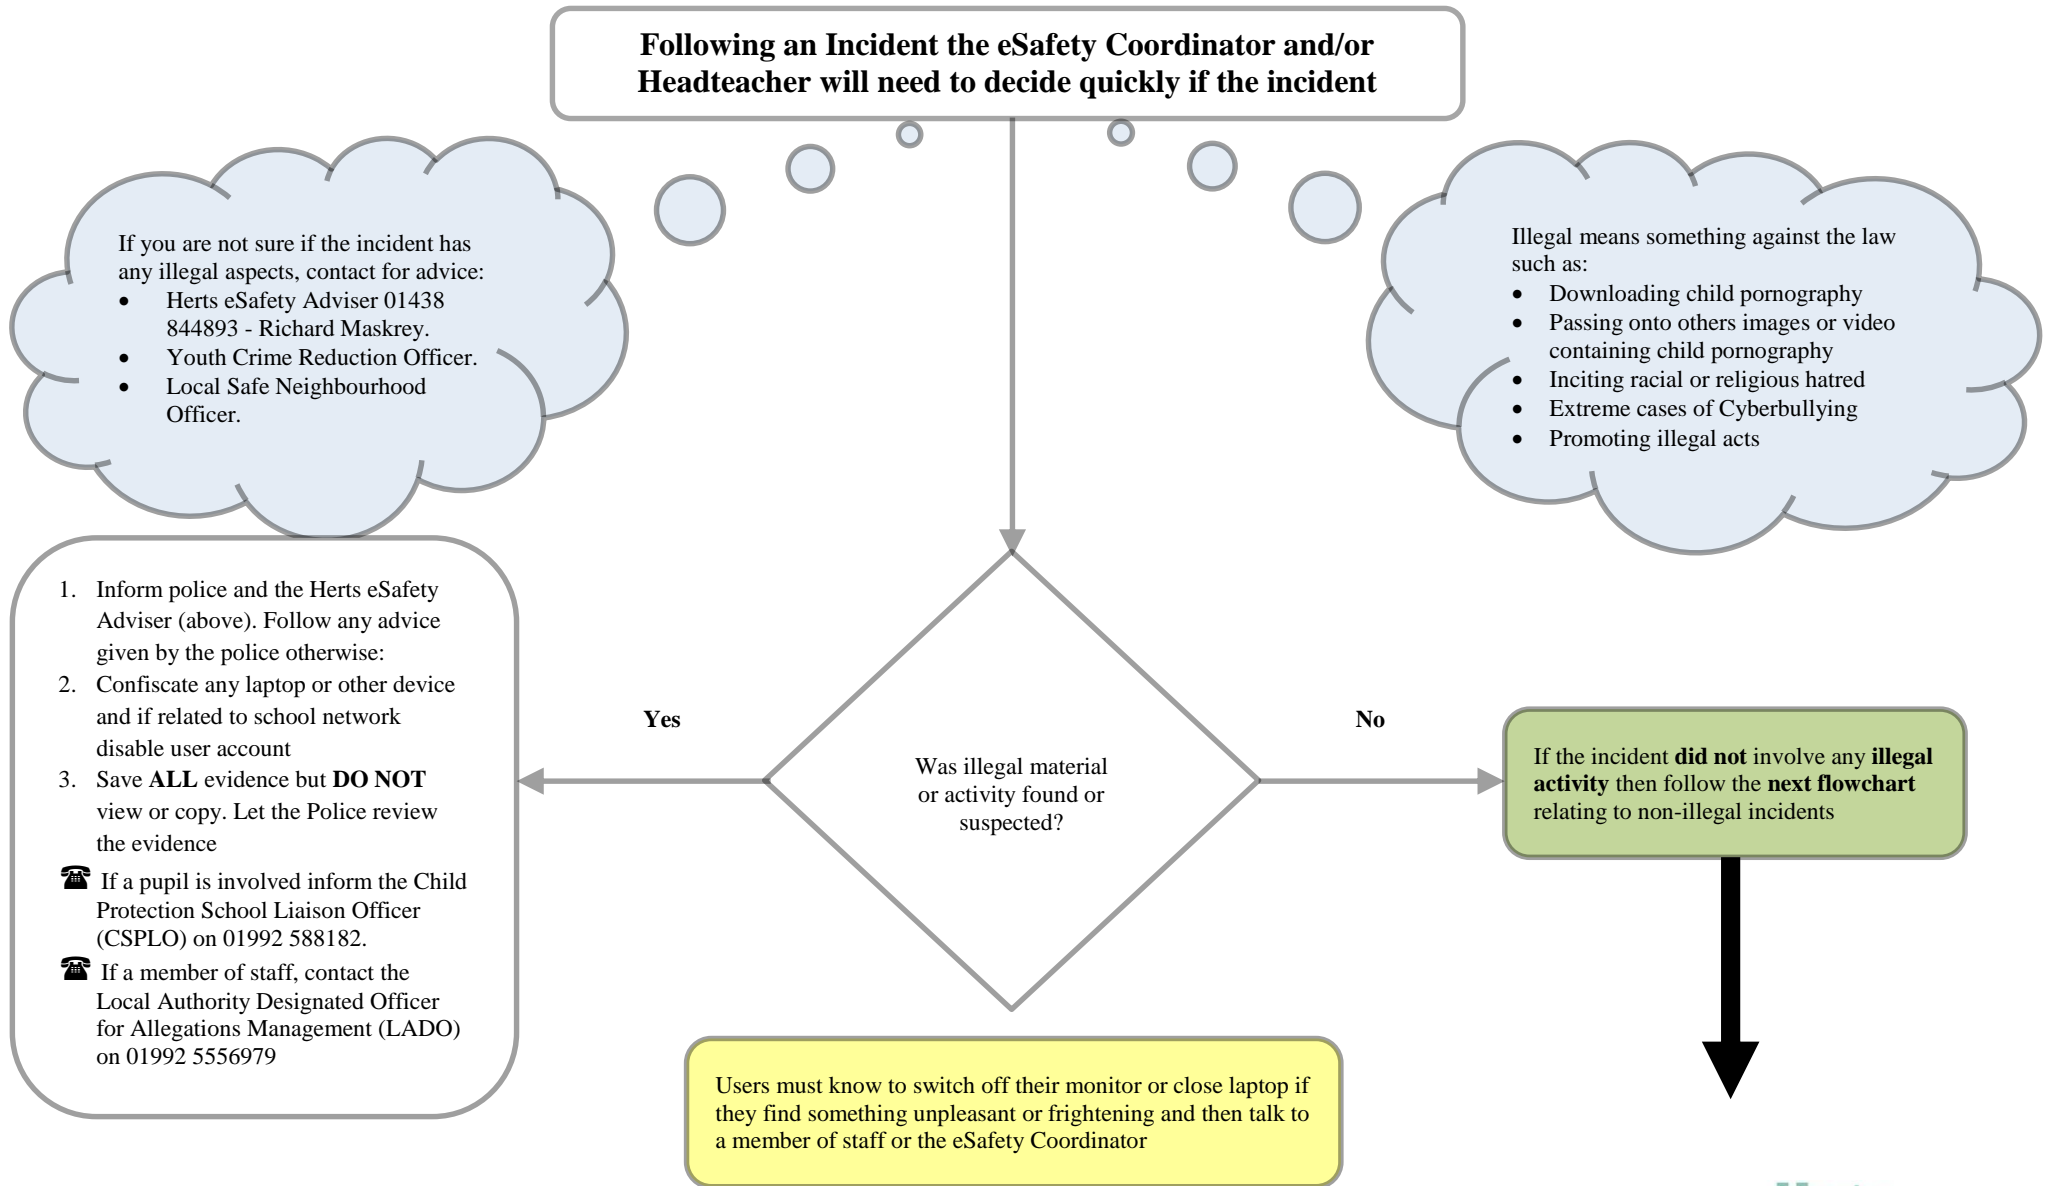 Following an Incident the eSafety Coordinator and/or
Headteacher will need to decide quickly if the incident
If you are not sure if the incident has
any illegal aspects, contact for advice:
• Herts eSafety Adviser 01438
844893 - Richard Maskrey.
• Youth Crime Reduction Officer.
• Local Safe Neighbourhood
Officer.
Illegal means something against the law
such as:
• Downloading child pornography
• Passing onto others images or video
containing child pornography
• Inciting racial or religious hatred
• Extreme cases of Cyberbullying
• Promoting illegal acts
1. Inform police and the Herts eSafety
Adviser (above). Follow any advice
given by the police otherwise:
2. Confiscate any laptop or other device
and if related to school network
disable user account
3. Save ALL evidence but DO NOT
view or copy. Let the Police review
the evidence
☎ If a pupil is involved inform the Child
Protection School Liaison Officer
(CSPLO) on 01992 588182.
☎ If a member of staff, contact the
Local Authority Designated Officer
for Allegations Management (LADO)
on 01992 5556979
Yes
Was illegal material
or activity found or
suspected?
No
If the incident did not involve any illegal
activity then follow the next flowchart
relating to non-illegal incidents
Users must know to switch off their monitor or close laptop if
they find something unpleasant or frightening and then talk to
a member of staff or the eSafety Coordinator